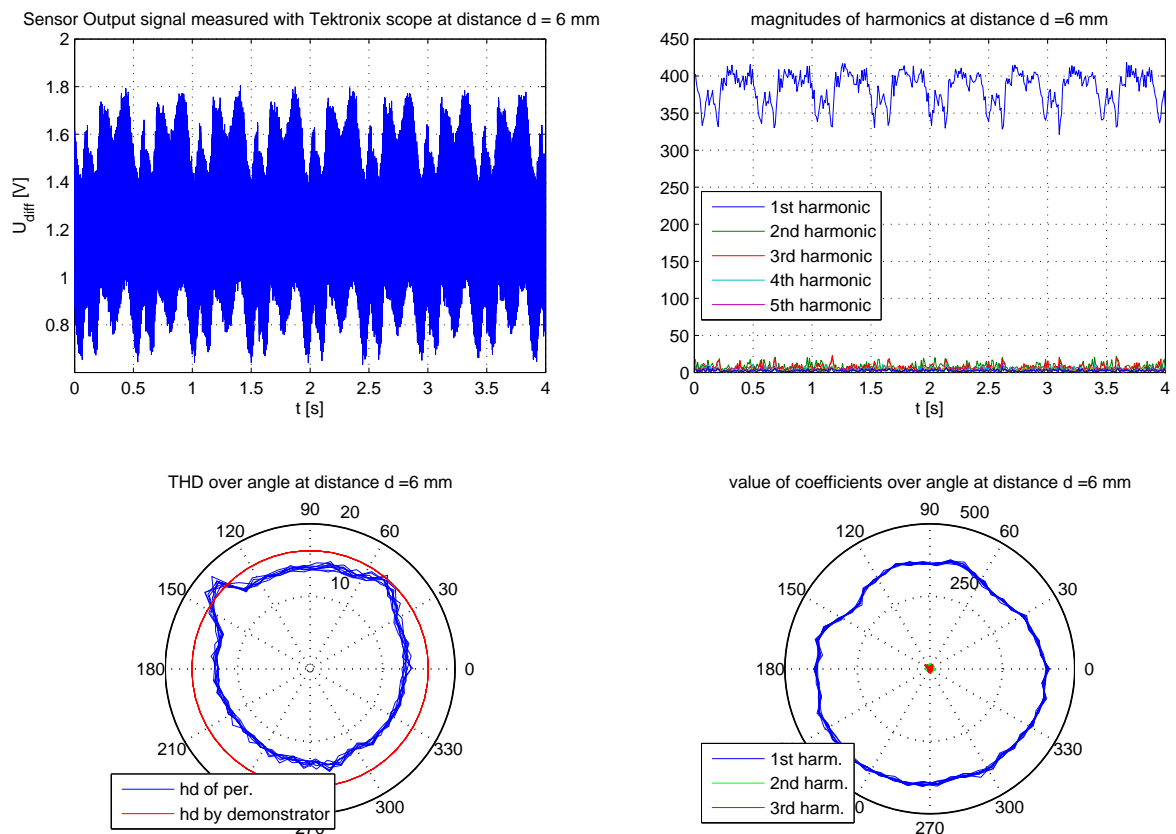 Sensor Output signal measured with Tektronix scope at distance d = 6 mm
2
1.8
1.6
1.4
1.2
1
0.8
U_diff [V]
0 0.5 1 1.5 2 2.5 3 3.5 4
t [s]
magnitudes of harmonics at distance d =6 mm
450
400
350
300
250
200
150
100
50
0
1st harmonic
2nd harmonic
3rd harmonic
4th harmonic
5th harmonic
0 0.5 1 1.5 2 2.5 3 3.5 4
t [s]
THD over angle at distance d =6 mm
90 20
120 60
10
150 30
180 0
210 330
300
270
hd of per.
hd by demonstrator
value of coefficients over angle at distance d =6 mm
90 500
120 60
250
150 30
180 0
330
300
270
1st harm.
2nd harm.
3rd harm.